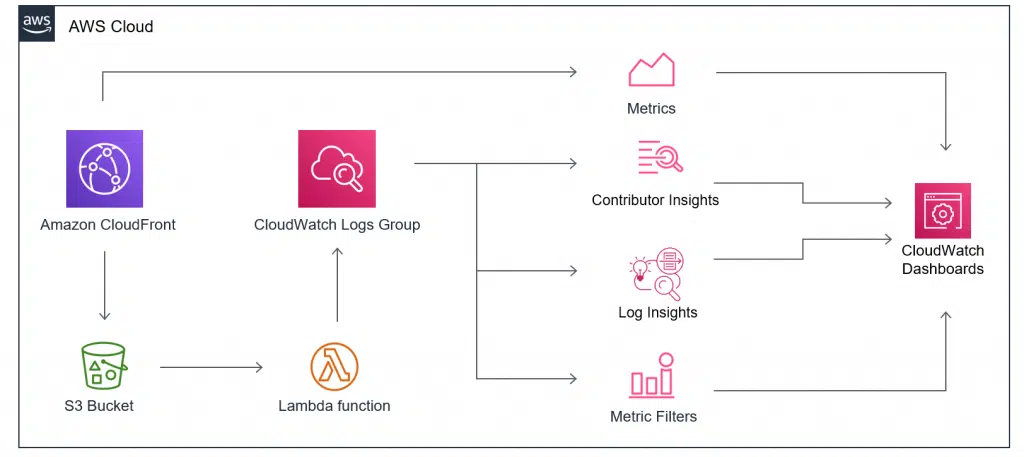 aws
AWS Cloud
Metrics
Contributor Insights
Amazon CloudFront
CloudWatch Logs Group
CloudWatch
Dashboards
Log Insights
S3 Bucket
Lambda function
Metric Filters